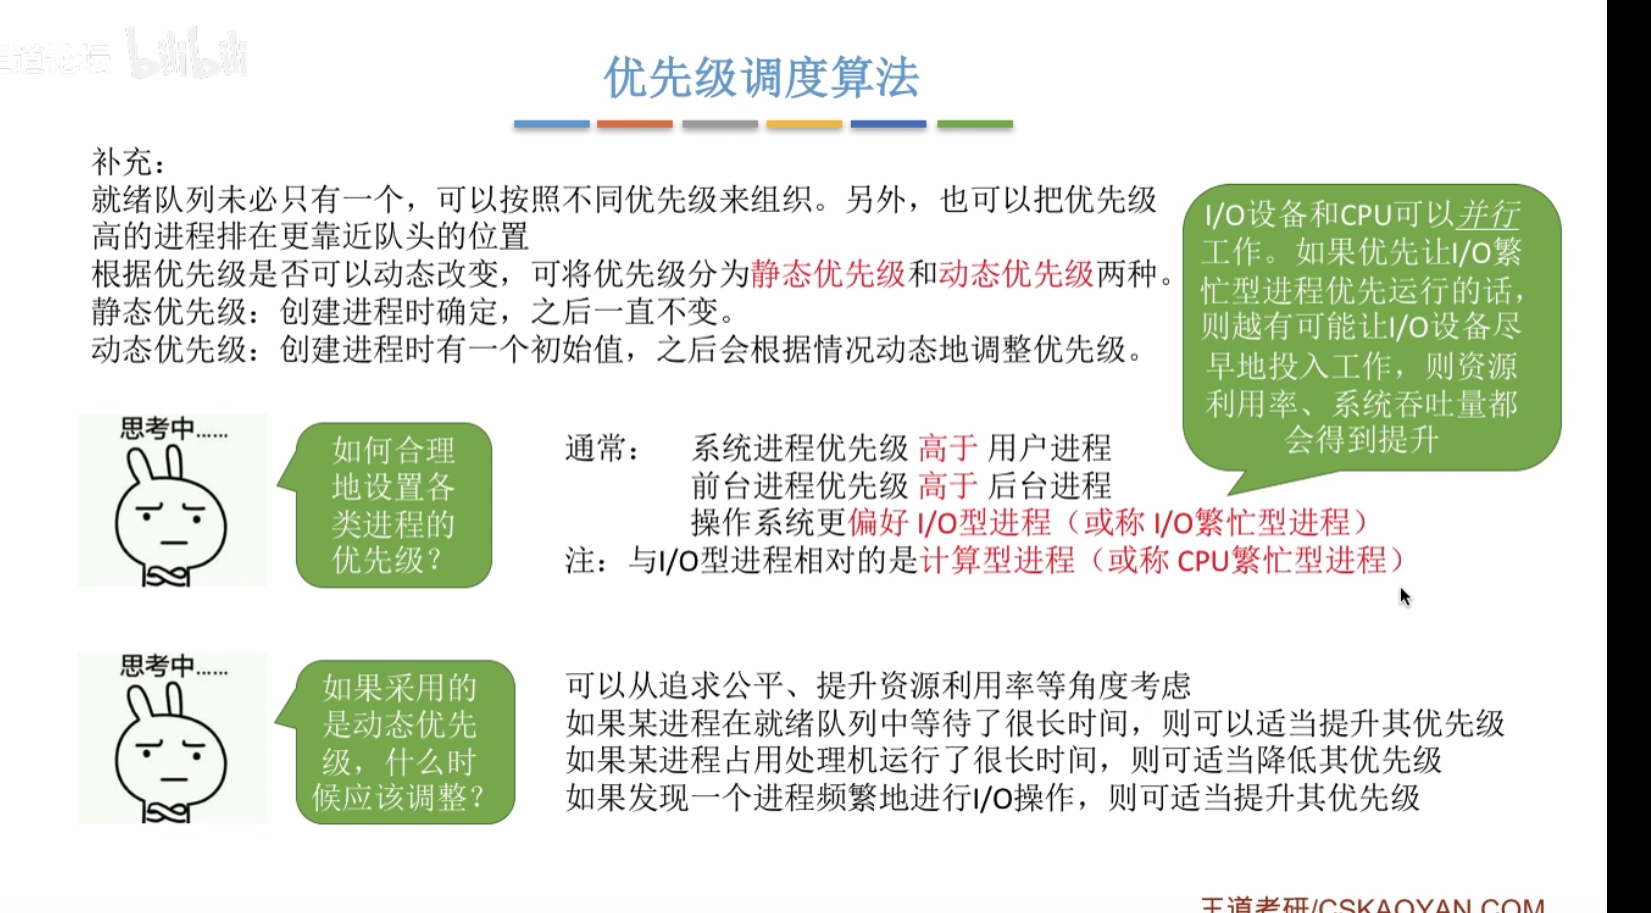 王道论坛 bilibili
优先级调度算法
补充：
就绪队列未必只有一个，可以按照不同优先级来组织。另外，也可以把优先级
高的进程排在更靠近队头的位置
根据优先级是否可以动态改变，可将优先级分为静态优先级和动态优先级两种。
静态优先级：创建进程时确定，之后一直不变。
动态优先级：创建进程时有一个初始值，之后会根据情况动态地调整优先级。
I/O设备和CPU可以并行
工作。如果优先让I/O繁
忙型进程优先运行的话，
则越有可能让I/O设备尽
早地投入工作，则资源
利用率、系统吞吐量都
会得到提升
思考中......
如何合理
地设置各
类进程的
优先级？
通常： 系统进程优先级 高于 用户进程
前台进程优先级 高于 后台进程
操作系统更偏好 I/O型进程（或称 I/O繁忙型进程）
注：与I/O型进程相对的是计算型进程（或称 CPU繁忙型进程）
思考中......
如果采用的
是动态优先
级，什么时
候应该调整？
可以从追求公平、提升资源利用率等角度考虑
如果某进程在就绪队列中等待了很长时间，则可以适当提升其优先级
如果某进程占用处理机运行了很长时间，则可适当降低其优先级
如果发现一个进程频繁地进行I/O操作，则可适当提升其优先级
王道考研/CSKAOYAN.COM